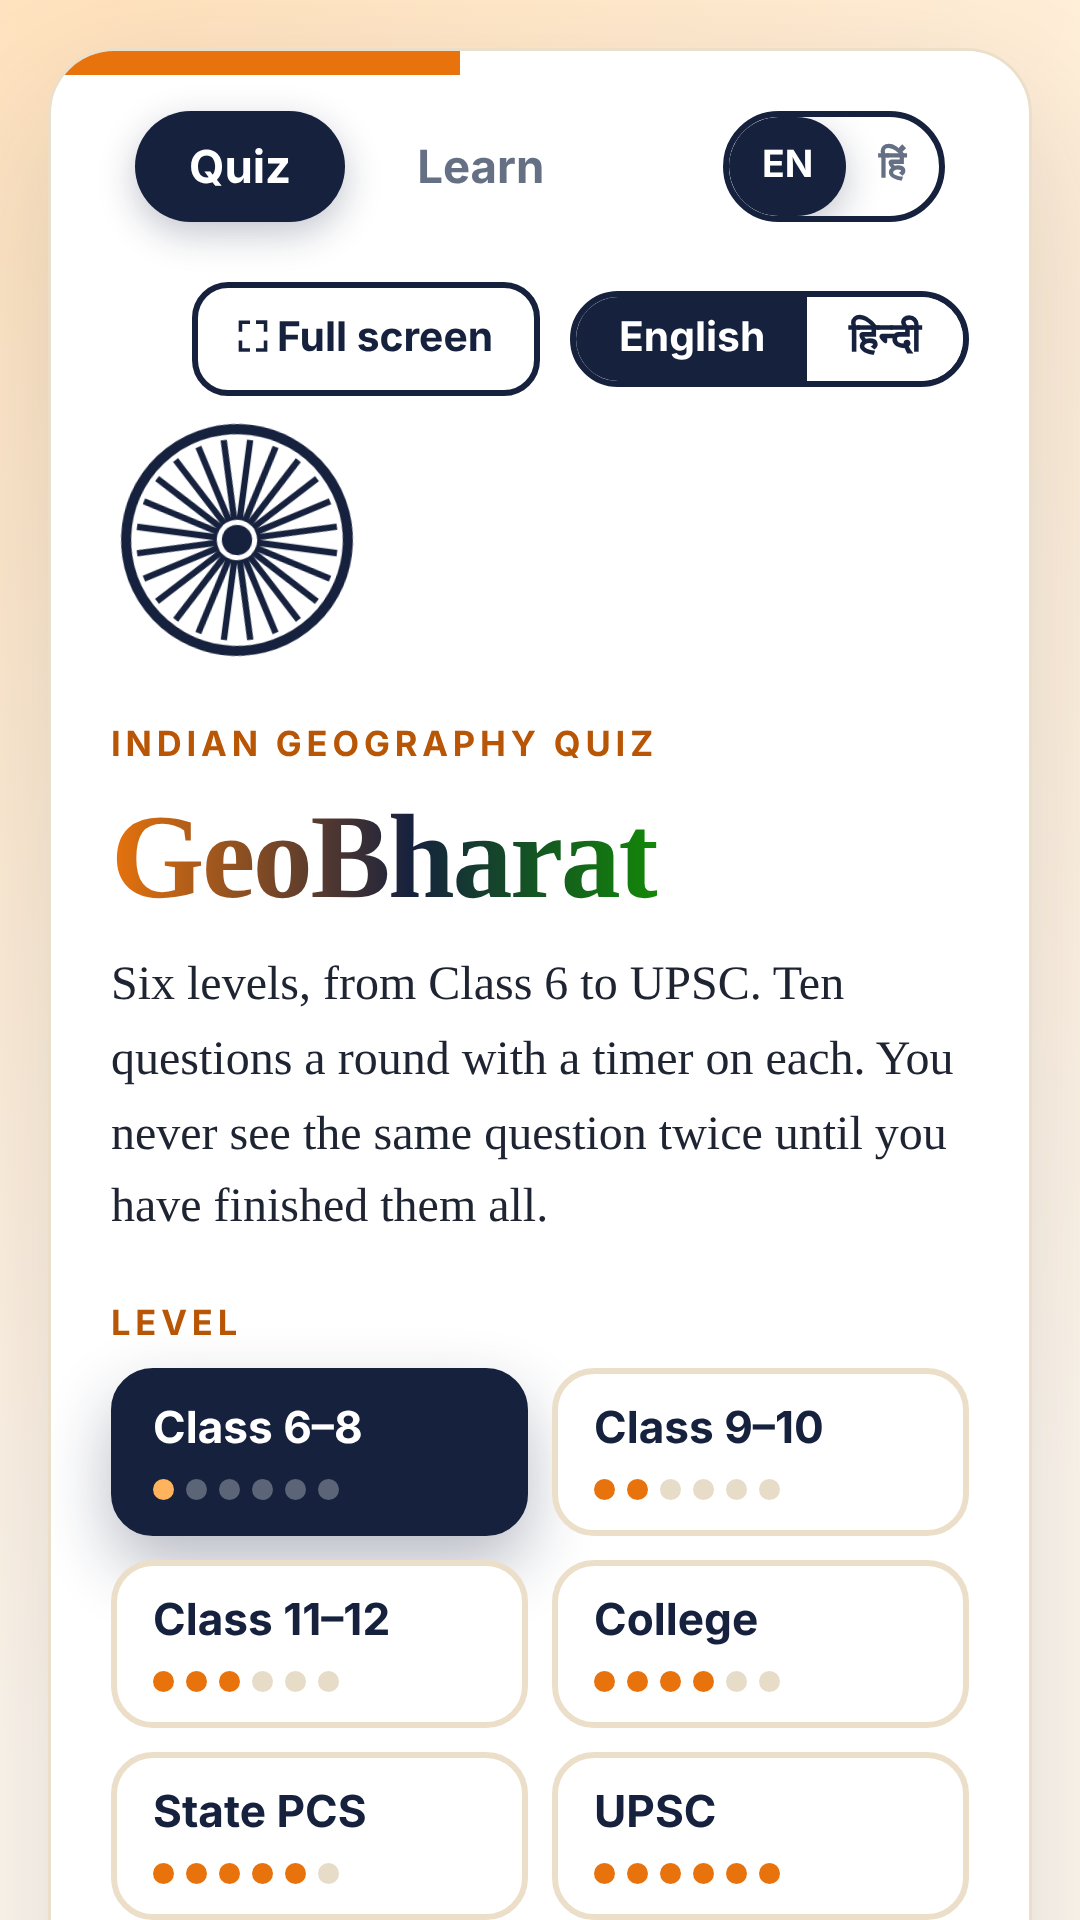 Quiz
Learn
EN
हिं
Full screen
English
हिन्दी
INDIAN GEOGRAPHY QUIZ
GeoBharat
Six levels, from Class 6 to UPSC. Ten
questions a round with a timer on each. You
never see the same question twice until you
have finished them all.
LEVEL
Class 6–8
Class 9–10
Class 11–12
College
State PCS
UPSC